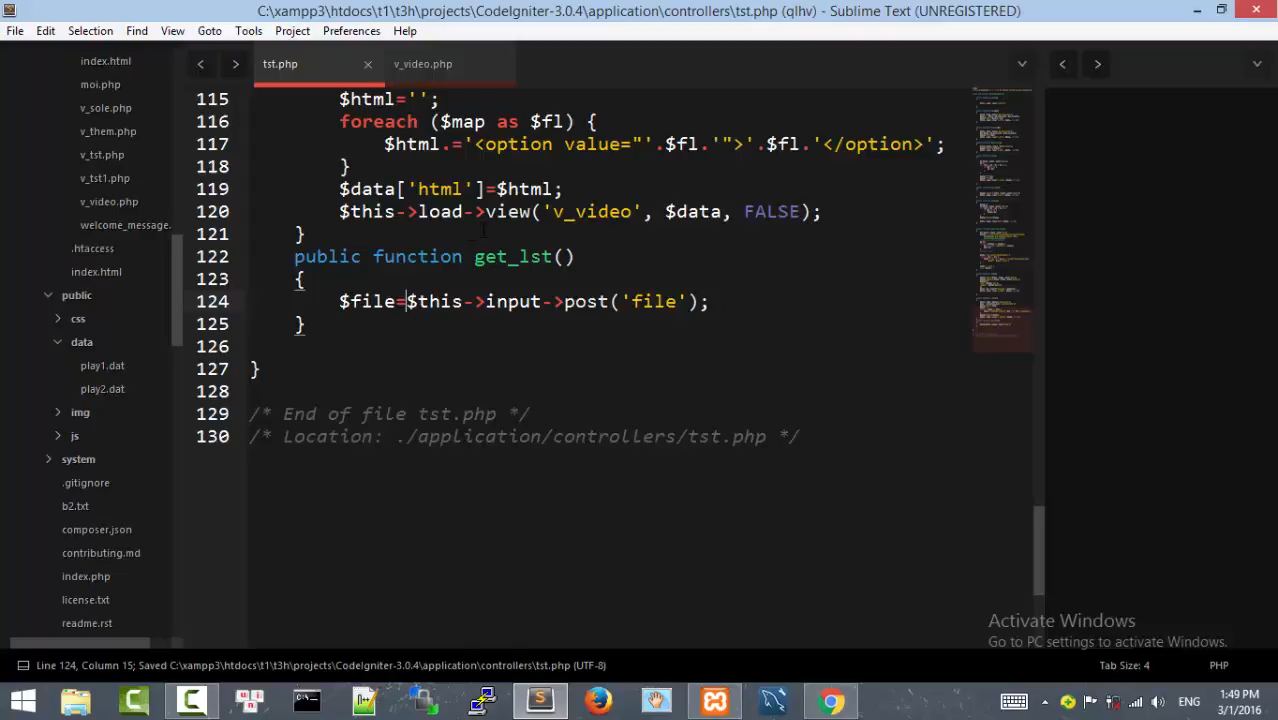 C:\xampp3\htdocs\t1\t3h\projects\CodeIgniter-3.0.4\application\controllers\tst.php (qlhv) - Sublime Text (UNREGISTERED)
File Edit Selection Find View Goto Tools Project Preferences Help
tst.php v_video.php
index.html
moi.php
v_sole.php
v_them.php
v_tst.php
v_tst1.php
v_video.php
welcome_message.
.htaccess
index.html
public
css
data
play1.dat
play2.dat
img
js
system
.gitignore
b2.txt
composer.json
contributing.md
index.php
license.txt
readme.rst
115 $html='';
116 foreach ($map as $fl) {
117 $html.='<option value="'.$fl.'">'.$fl.'</option>';
118 }
119 $data['html']=$html;
120 $this->load->view('v_video', $data, FALSE);
121 }
122 public function get_lst()
123 {
124 $file=$this->input->post('file');
125 }
126
127 }
128
129 /* End of file tst.php */
130 /* Location: ./application/controllers/tst.php */
Activate Windows
Go to PC settings to activate Windows.
Line 124, Column 15; Saved C:\xampp3\htdocs\t1\t3h\projects\CodeIgniter-3.0.4\application\controllers\tst.php (UTF-8) Tab Size: 4 PHP
ENG
1:49 PM
3/1/2016